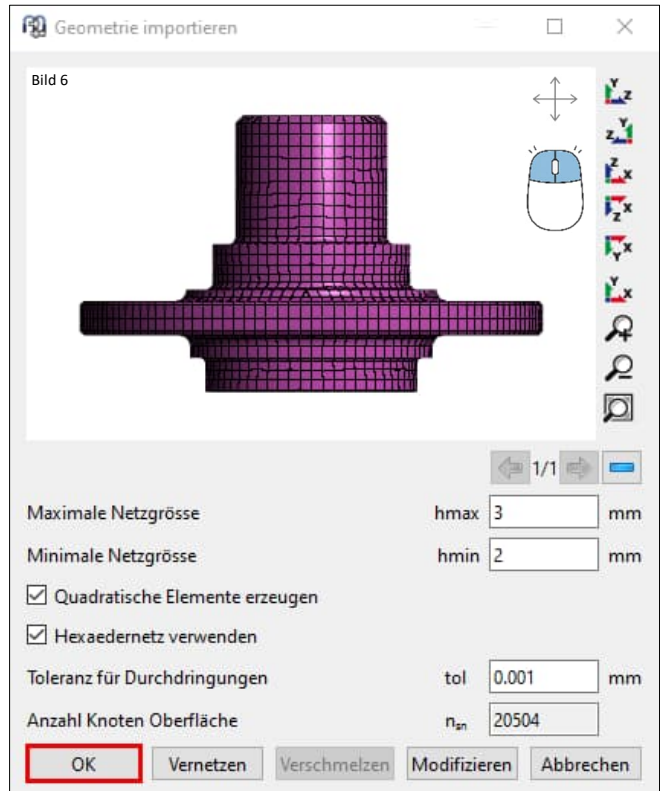 Geometrie importieren
Bild 6
Y
Z
Y
Z
Z
X
X
Z
X
Y
Y
X
1/1
Maximale Netzgrösse hmax 3 mm
Minimale Netzgrösse hmin 2 mm
Quadratische Elemente erzeugen
Hexaedernetz verwenden
Toleranz für Durchdringungen tol 0.001 mm
Anzahl Knoten Oberfläche nsn 20504
OK Vernetzen Verschmelzen Modifizieren Abbrechen